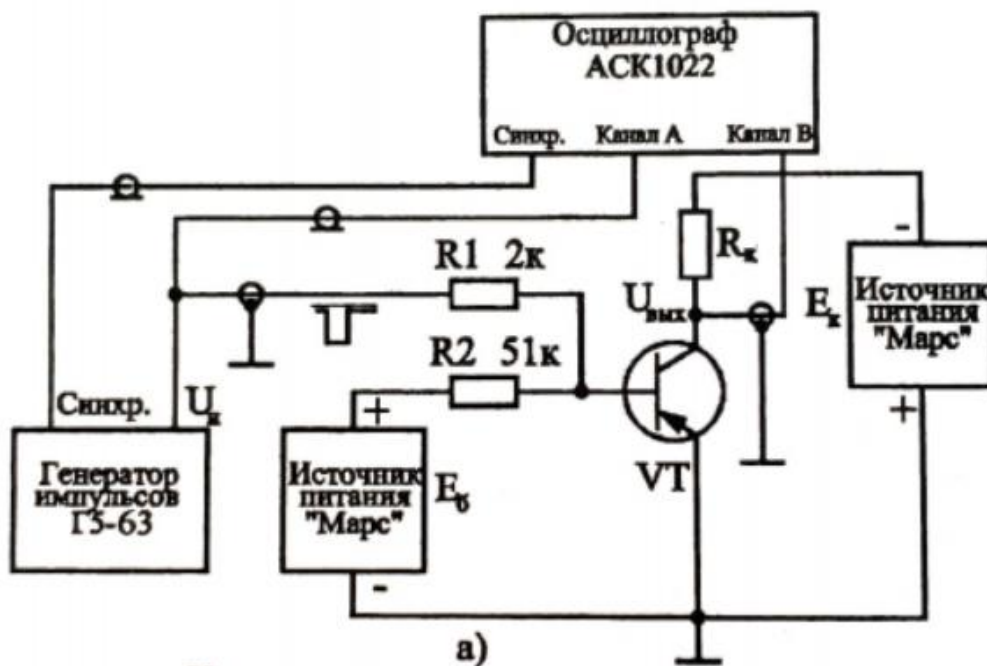 Осциллограф
АСК1022
Синхр. Канал А Канал В
R1 2к
Rк
Uвых
Eк
-
Источник
питания
"Марс"
+
R2 51к
Синхр.
Uк
+
VT
Генератор
импульсов
Г5-63
Источник
питания
"Марс"
Eб
-
а)